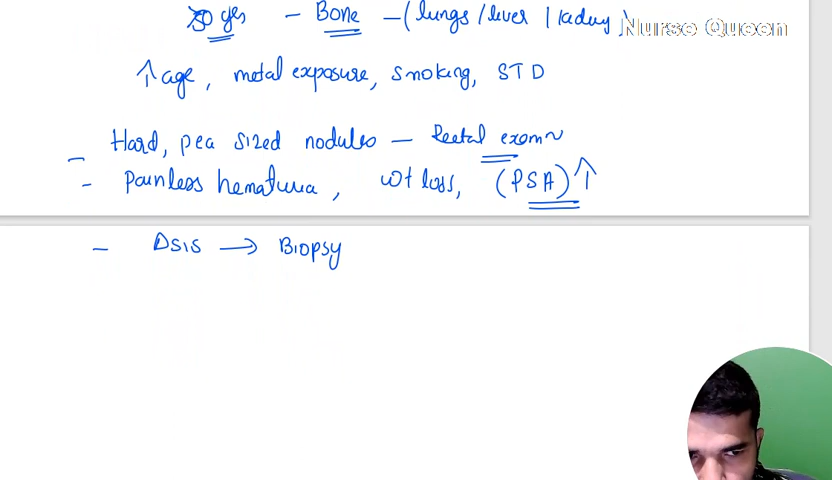 50 yrs - Bone - (lungs / liver / kidney)
Nurse Queen
↑ age, metal exposure, smoking, STD
- Hard, pea sized nodules - Rectal exam~
- Painless hematuria, wt loss, (PSA) ↑
- Δsis → Biopsy